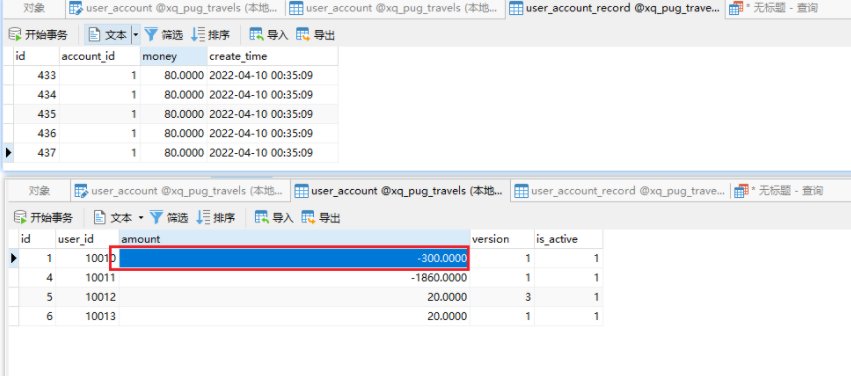 对象 user_account @xq_pug_travels (本地... user_account @xq_pug_travels (本地... user_account_record @xq_pug_trave... * 无标题 - 查询
开始事务 文本 筛选 排序 导入 导出
id account_id money create_time
433 1 80.0000 2022-04-10 00:35:09
434 1 80.0000 2022-04-10 00:35:09
435 1 80.0000 2022-04-10 00:35:09
436 1 80.0000 2022-04-10 00:35:09
437 1 80.0000 2022-04-10 00:35:09
对象 user_account @xq_pug_travels (本地... user_account @xq_pug_travels (本地... user_account_record @xq_pug_trave... * 无标题 - 查询
开始事务 文本 筛选 排序 导入 导出
id user_id amount version is_active
1 10010 -300.0000 1 1
4 10011 -1860.0000 1 1
5 10012 20.0000 3 1
6 10013 20.0000 1 1